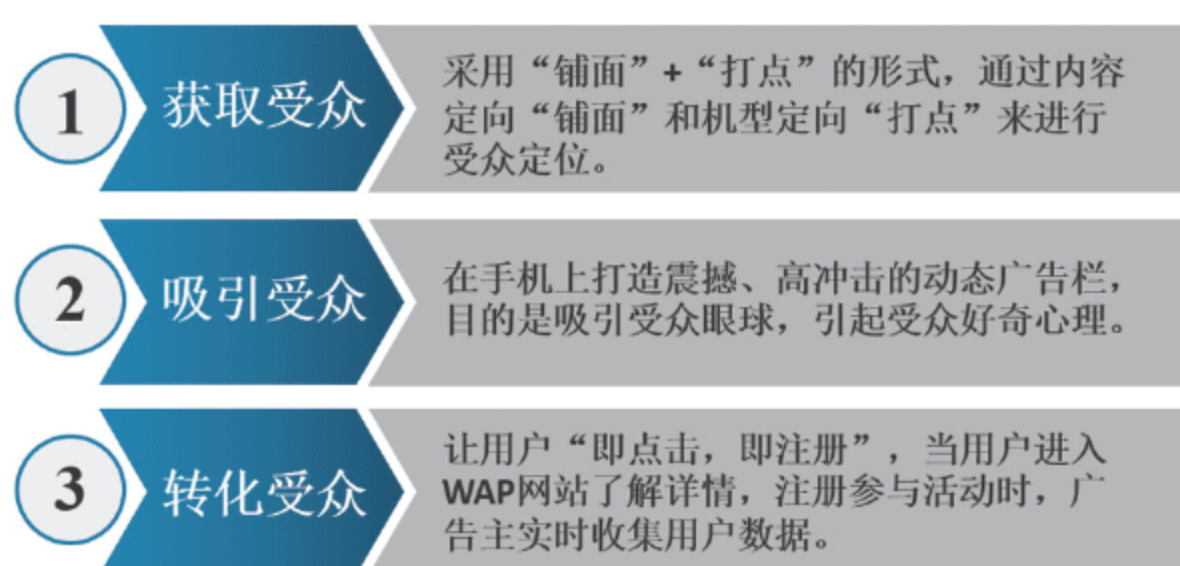 1
获取受众
采用“铺面”+“打点”的形式，通过内容
定向“铺面”和机型定向“打点”来进行
受众定位。
2
吸引受众
在手机上打造震撼、高冲击的动态广告栏，
目的是吸引受众眼球，引起受众好奇心理。
3
转化受众
让用户“即点击，即注册”，当用户进入
WAP网站了解详情，注册参与活动时，广
告主实时收集用户数据。